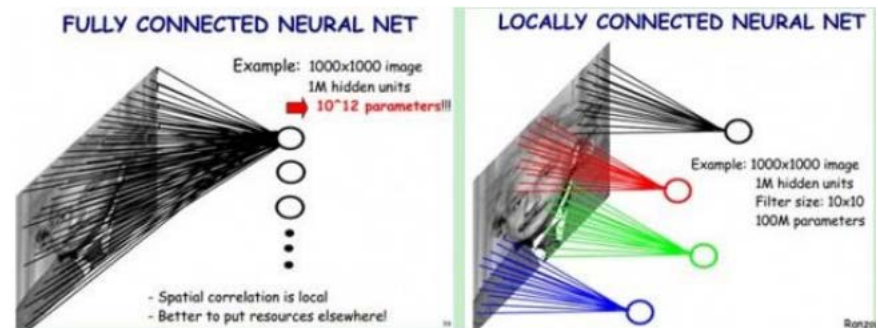 FULLY CONNECTED NEURAL NET
Example: 1000x1000 image
1M hidden units
10^12 parameters!!!
- Spatial correlation is local
- Better to put resources elsewhere!
LOCALLY CONNECTED NEURAL NET
Example: 1000x1000 image
1M hidden units
Filter size: 10x10
100M parameters
Ranzo